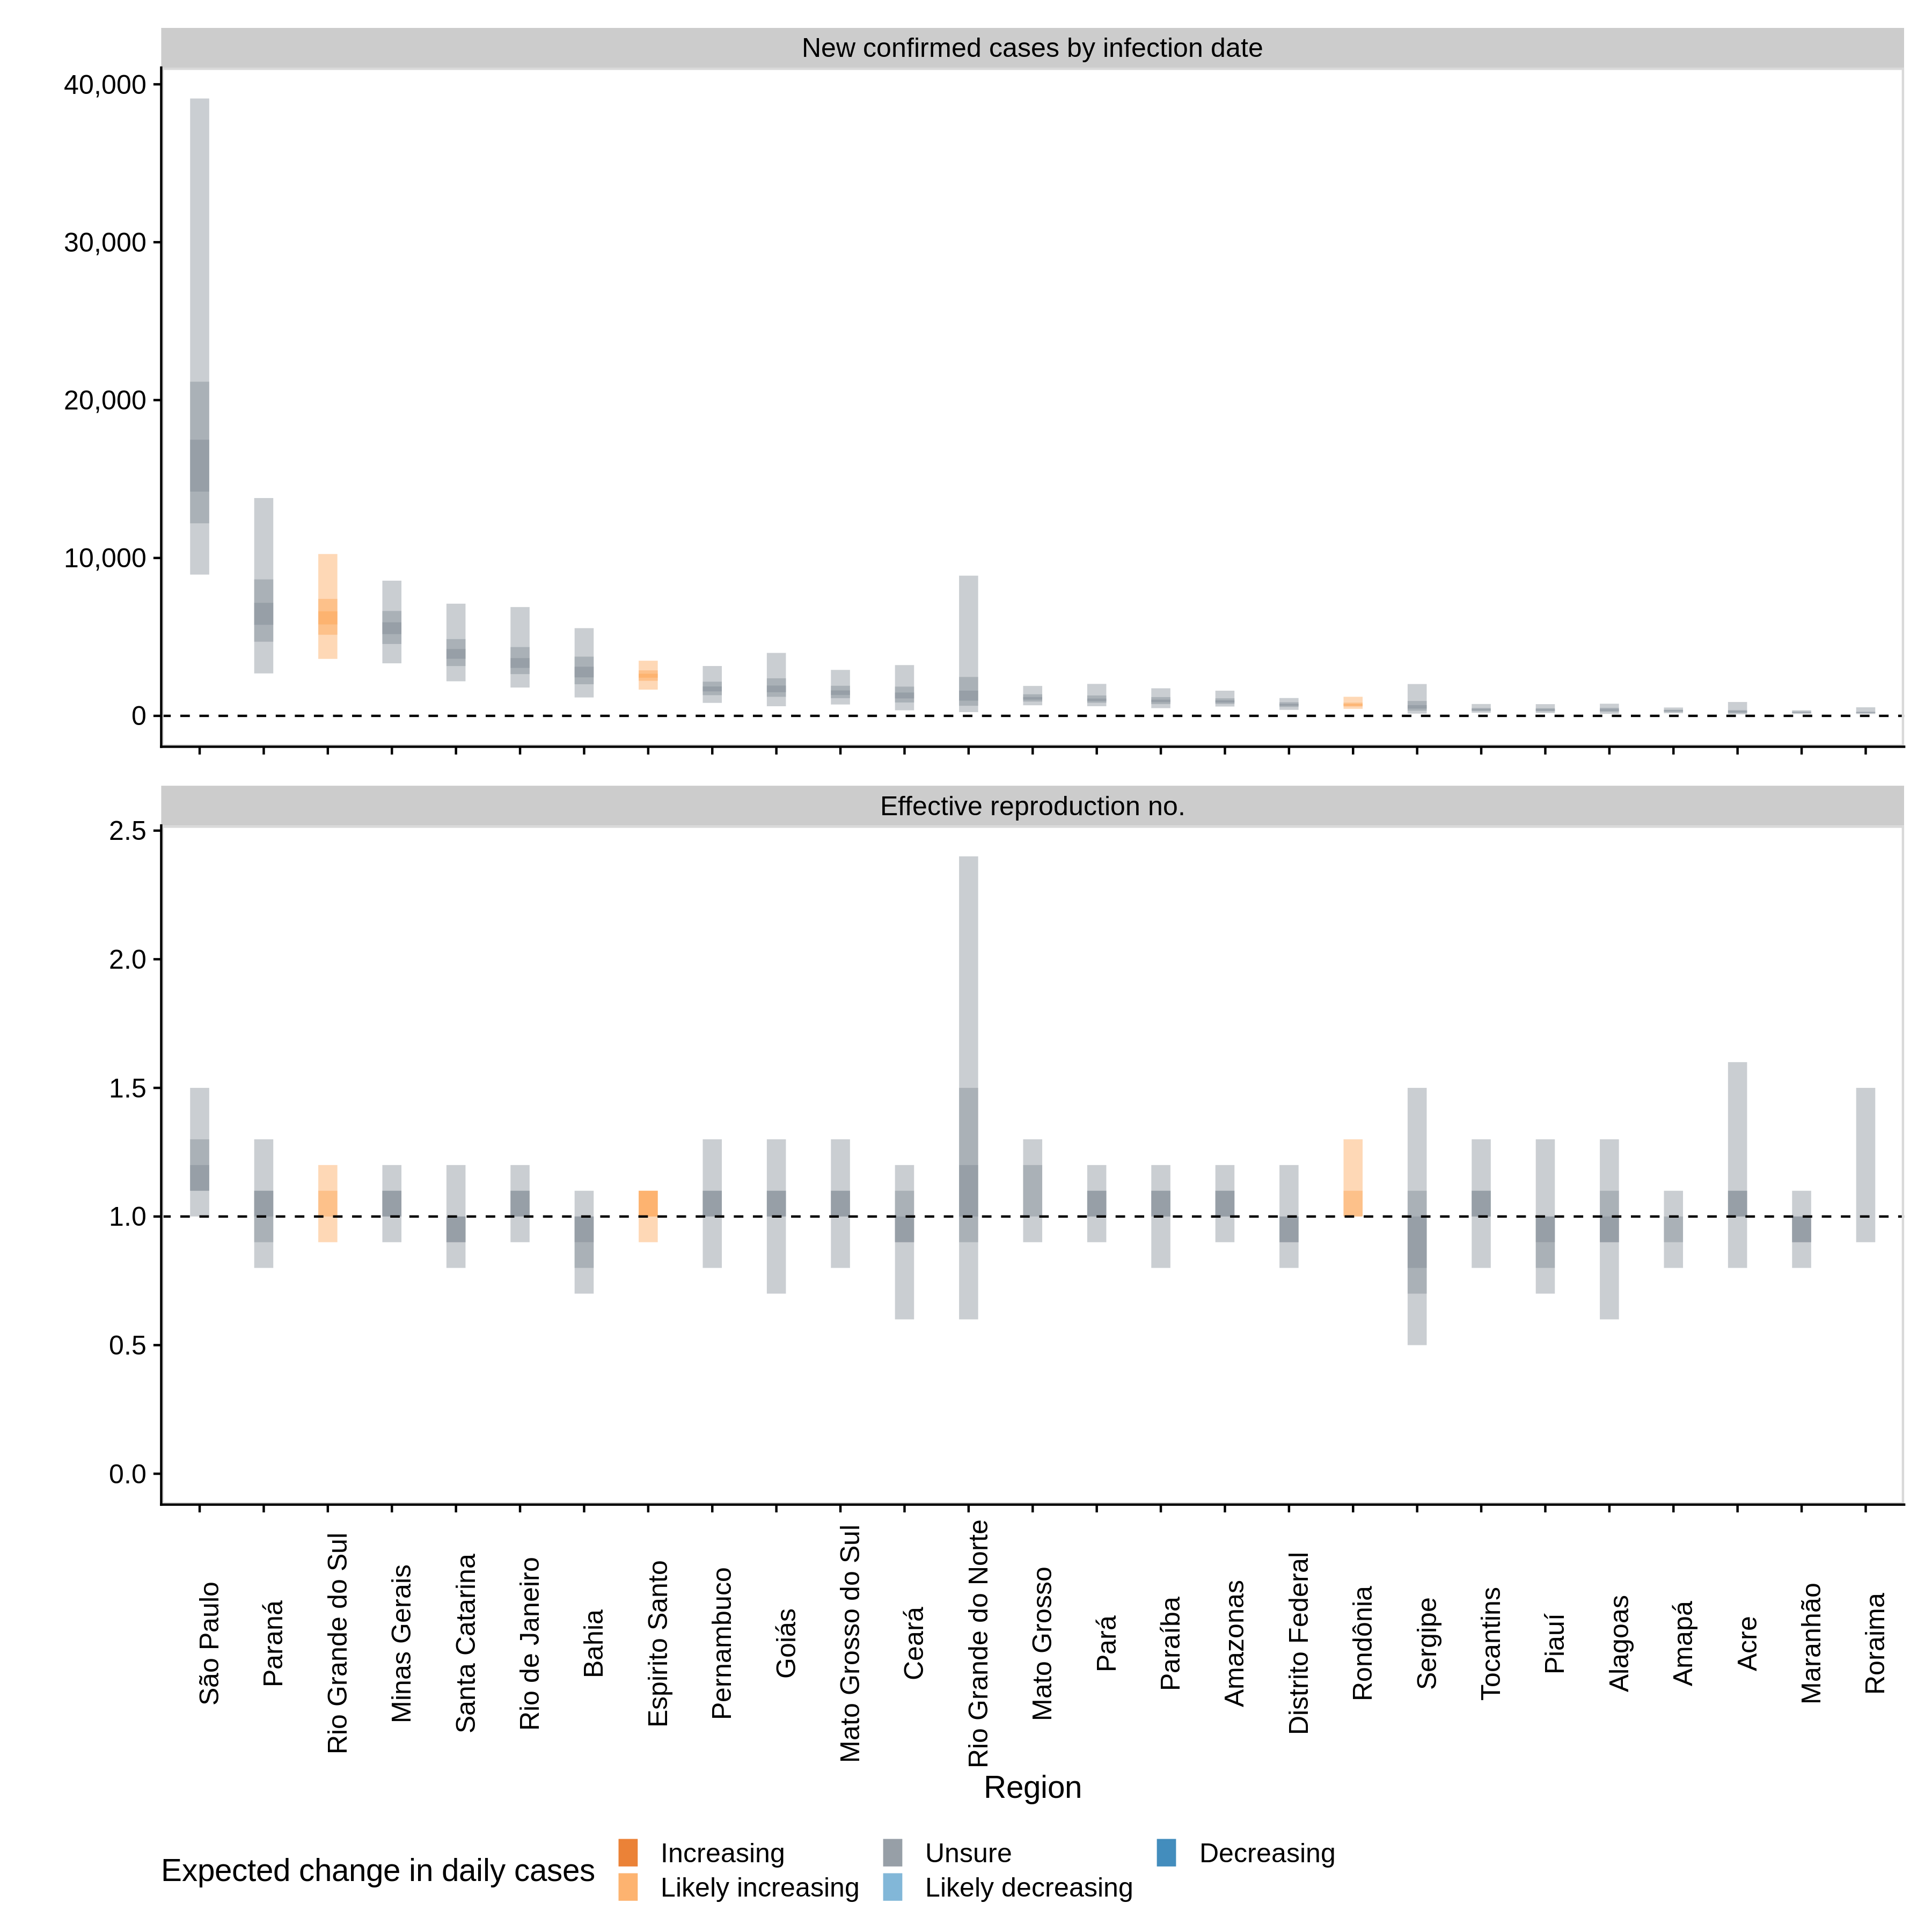 New confirmed cases by infection date
40,000
30,000
20,000
10,000
0
Effective reproduction no.
2.5
2.0
1.5
1.0
0.5
0.0
São Paulo
Paraná
Rio Grande do Sul
Minas Gerais
Santa Catarina
Rio de Janeiro
Bahia
Espirito Santo
Pernambuco
Goiás
Mato Grosso do Sul
Ceará
Rio Grande do Norte
Mato Grosso
Pará
Paraíba
Amazonas
Distrito Federal
Rondônia
Sergipe
Tocantins
Piauí
Alagoas
Amapá
Acre
Maranhão
Roraima
Region
Expected change in daily cases
Increasing
Likely increasing
Unsure
Likely decreasing
Decreasing